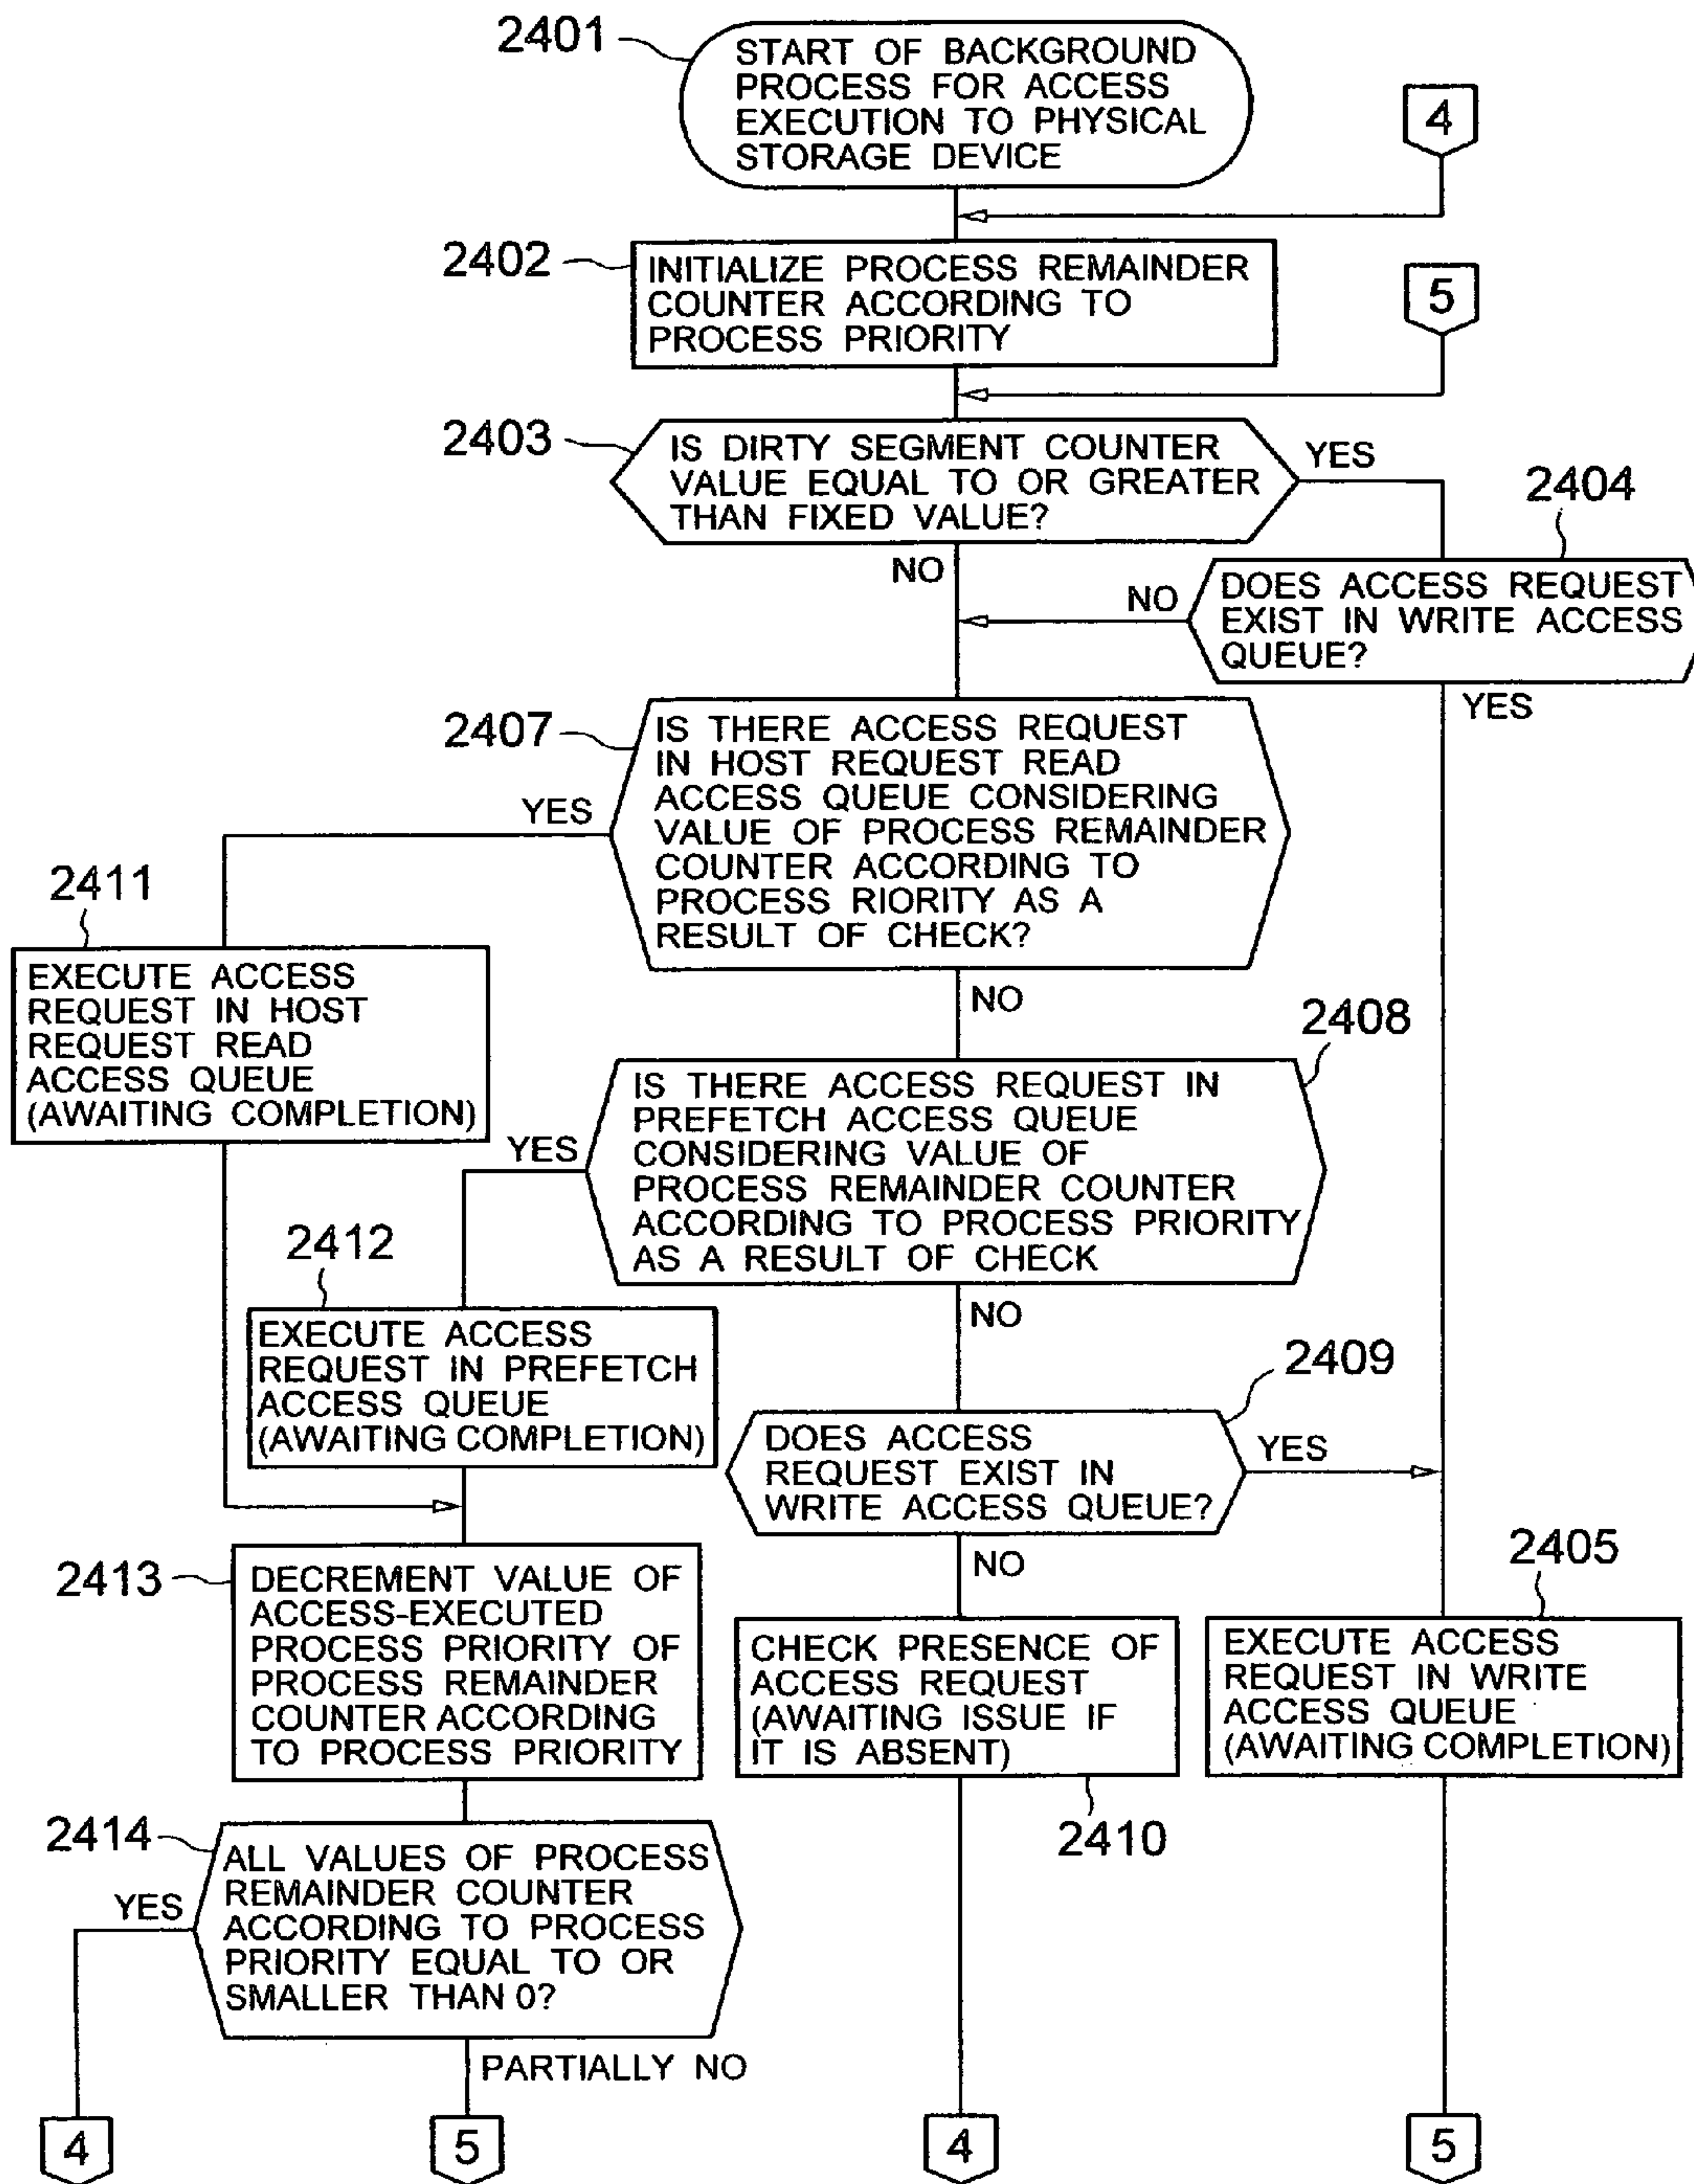 2401
START OF BACKGROUND
PROCESS FOR ACCESS
EXECUTION TO PHYSICAL
STORAGE DEVICE
4
2402
INITIALIZE PROCESS REMAINDER
COUNTER ACCORDING TO
PROCESS PRIORITY
5
2403
IS DIRTY SEGMENT COUNTER
VALUE EQUAL TO OR GREATER
THAN FIXED VALUE?
YES
2404
NO
NO
DOES ACCESS REQUEST
EXIST IN WRITE ACCESS
QUEUE?
YES
2407
IS THERE ACCESS REQUEST
IN HOST REQUEST READ
ACCESS QUEUE CONSIDERING
VALUE OF PROCESS REMAINDER
COUNTER ACCORDING TO
PROCESS RIORITY AS A
RESULT OF CHECK?
YES
NO
2411
EXECUTE ACCESS
REQUEST IN HOST
REQUEST READ
ACCESS QUEUE
(AWAITING COMPLETION)
2408
IS THERE ACCESS REQUEST IN
PREFETCH ACCESS QUEUE
CONSIDERING VALUE OF
PROCESS REMAINDER COUNTER
ACCORDING TO PROCESS PRIORITY
AS A RESULT OF CHECK
YES
NO
2412
EXECUTE ACCESS
REQUEST IN PREFETCH
ACCESS QUEUE
(AWAITING COMPLETION)
2409
DOES ACCESS
REQUEST EXIST IN
WRITE ACCESS QUEUE?
YES
NO
2413
DECREMENT VALUE OF
ACCESS-EXECUTED
PROCESS PRIORITY OF
PROCESS REMAINDER
COUNTER ACCORDING
TO PROCESS PRIORITY
CHECK PRESENCE OF
ACCESS REQUEST
(AWAITING ISSUE IF
IT IS ABSENT)
2410
2405
EXECUTE ACCESS
REQUEST IN WRITE
ACCESS QUEUE
(AWAITING COMPLETION)
2414
ALL VALUES OF PROCESS
REMAINDER COUNTER
ACCORDING TO PROCESS
PRIORITY EQUAL TO OR
SMALLER THAN 0?
YES
PARTIALLY NO
4
5
4
5